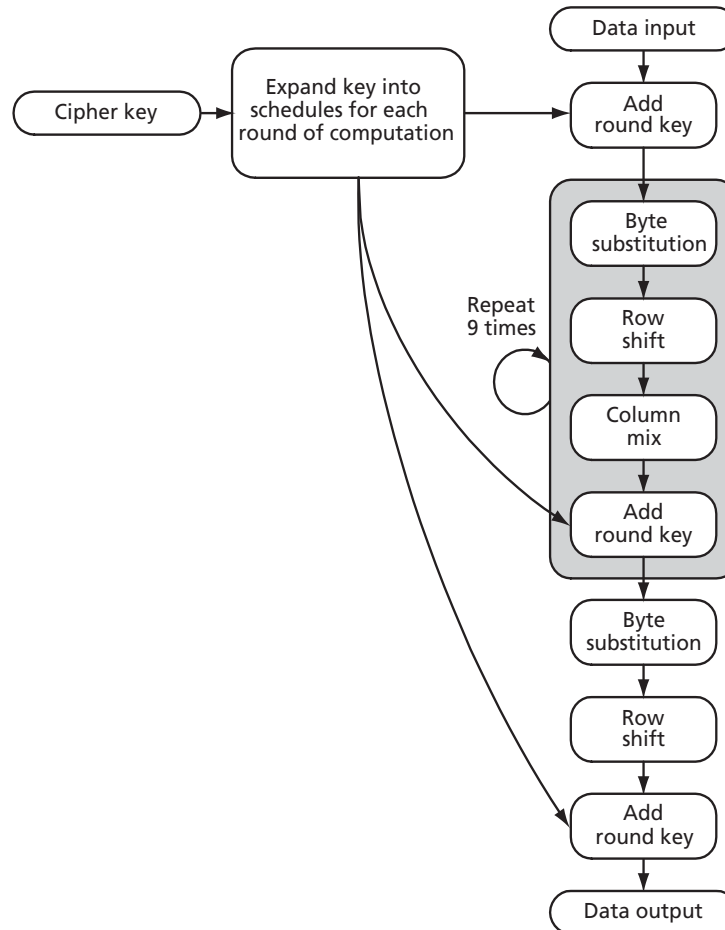 Data input
Cipher key
Expand key into
schedules for each
round of computation
Add
round key
Byte
substitution
Repeat
9 times
Row
shift
Column
mix
Add
round key
Byte
substitution
Row
shift
Add
round key
Data output